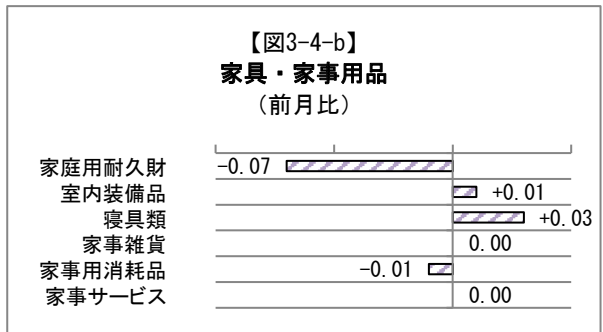 【図3-4-b】
家具・家事用品
（前月比）
家庭用耐久財 -0.07
室内装備品 +0.01
寝具類 +0.03
家事雑貨 0.00
家事用消耗品 -0.01
家事サービス 0.00